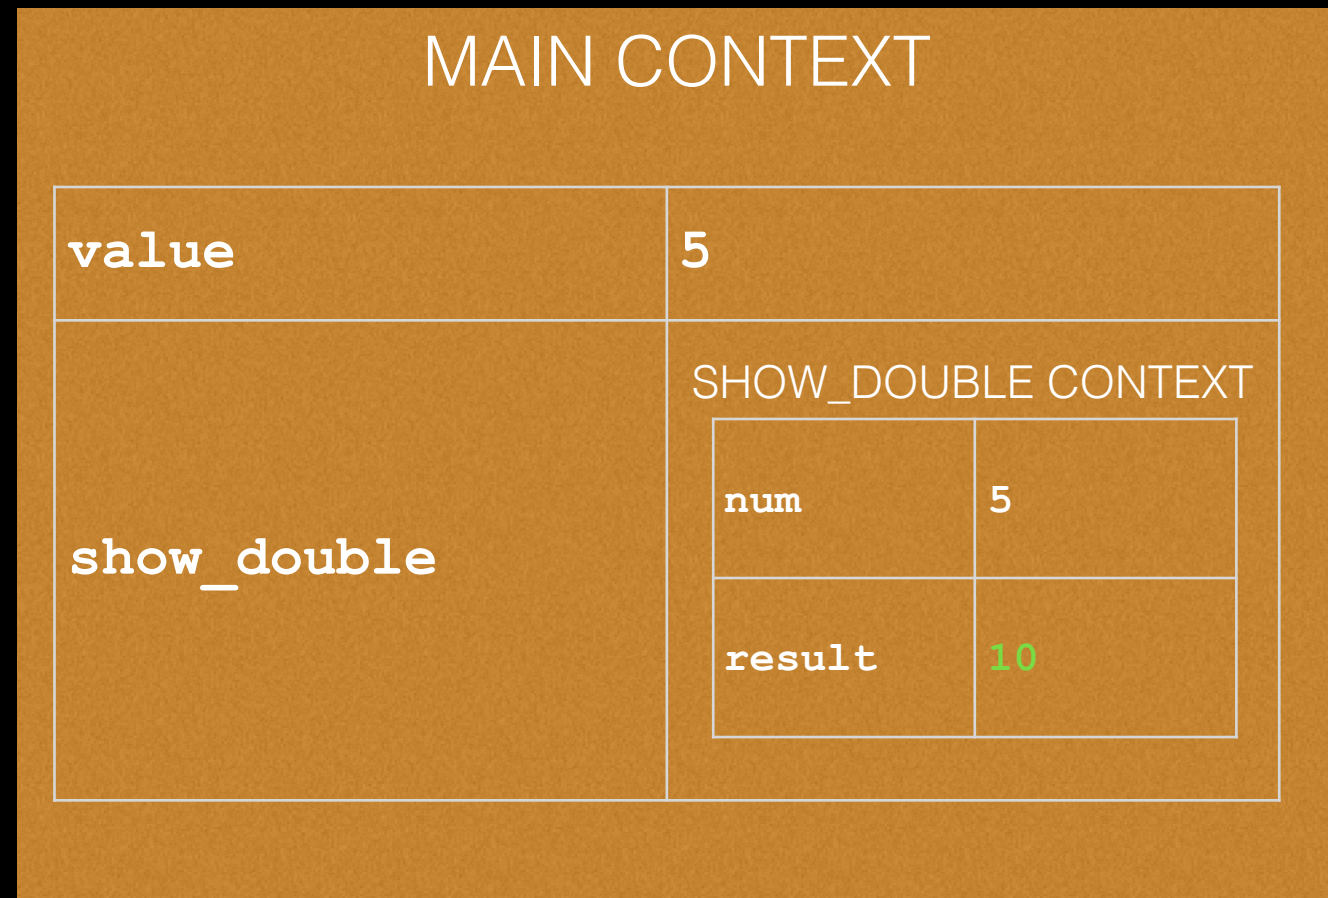 MAIN CONTEXT
value 5
SHOW_DOUBLE CONTEXT
num 5
show_double
result 10